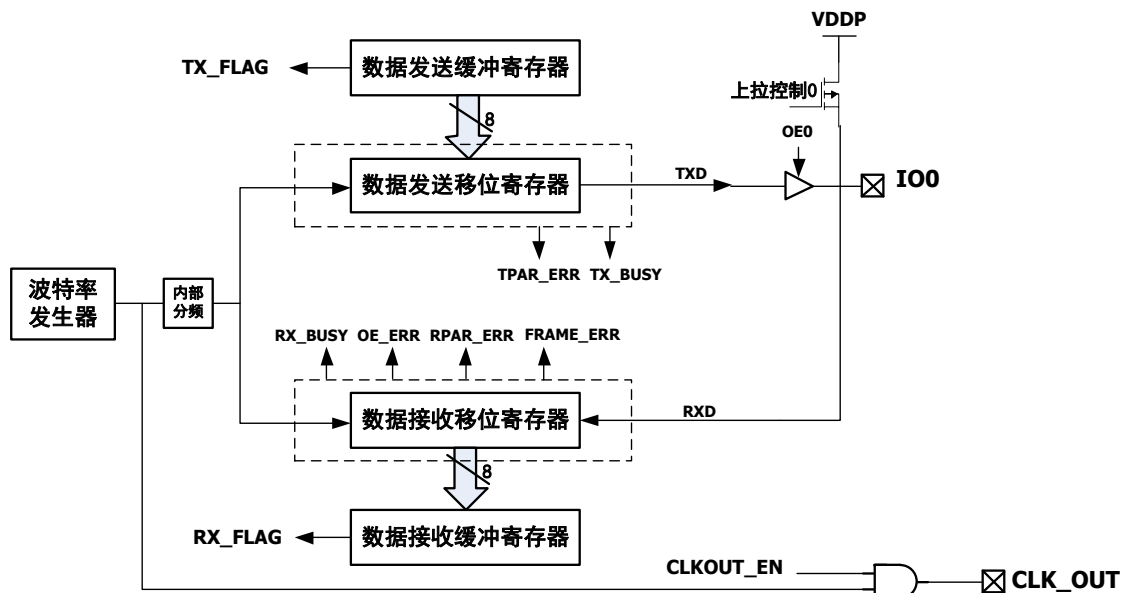 VDDP
TX_FLAG
数据发送缓冲寄存器
上拉控制0
8
OE0
数据发送移位寄存器
TXD
IO0
TPAR_ERR
TX_BUSY
波特率
发生器
内部
分频
RX_BUSY
OE_ERR
RPAR_ERR
FRAME_ERR
数据接收移位寄存器
RXD
8
RX_FLAG
数据接收缓冲寄存器
CLKOUT_EN
CLK_OUT